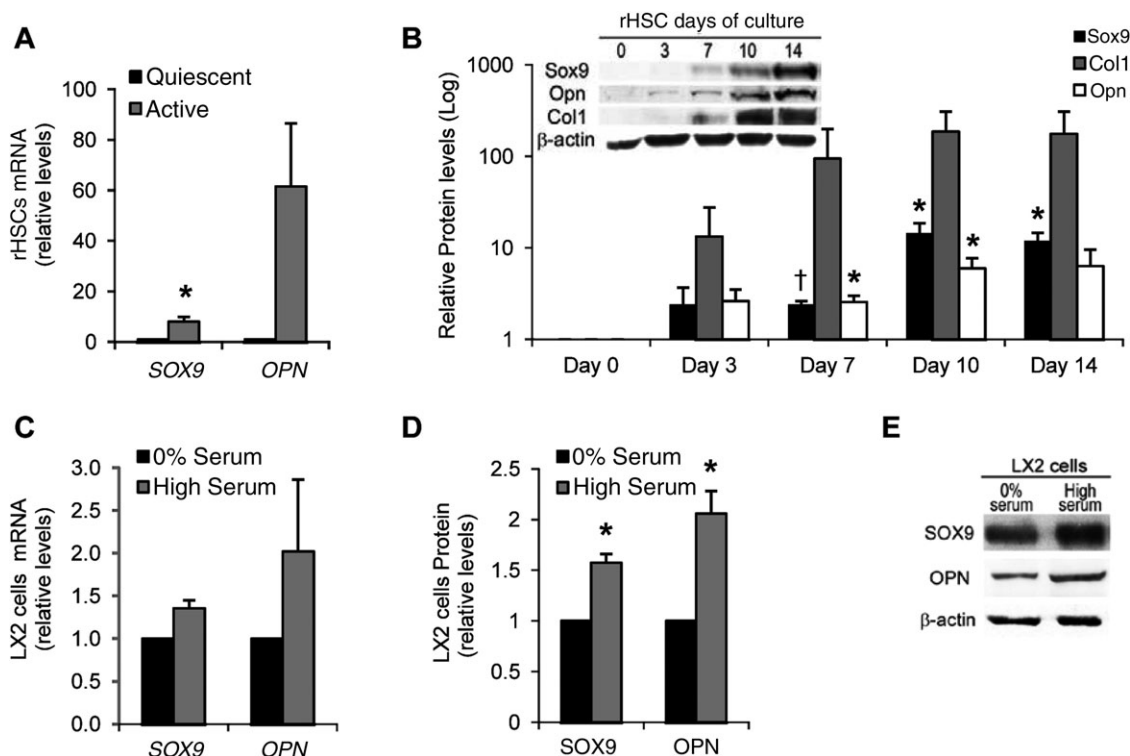 A
Quiescent
Active
rHSCs mRNA
(relative levels)
100
80
60
40
20
0
*
SOX9 OPN
B
rHSC days of culture
0 3 7 10 14
Sox9
Opn
Col1
β-actin
Sox9
Col1
Opn
Relative Protein levels (Log)
1000
100
10
1
† * * * *
Day 0 Day 3 Day 7 Day 10 Day 14
C
0% Serum
High Serum
LX2 cells mRNA
(relative levels)
3.0
2.5
2.0
1.5
1.0
0.5
0.0
SOX9 OPN
D
0% Serum
High Serum
LX2 cells Protein
(relative levels)
2.5
2
1.5
1
0.5
0
* *
SOX9 OPN
E
LX2 cells
0% High
serum serum
SOX9
OPN
β-actin